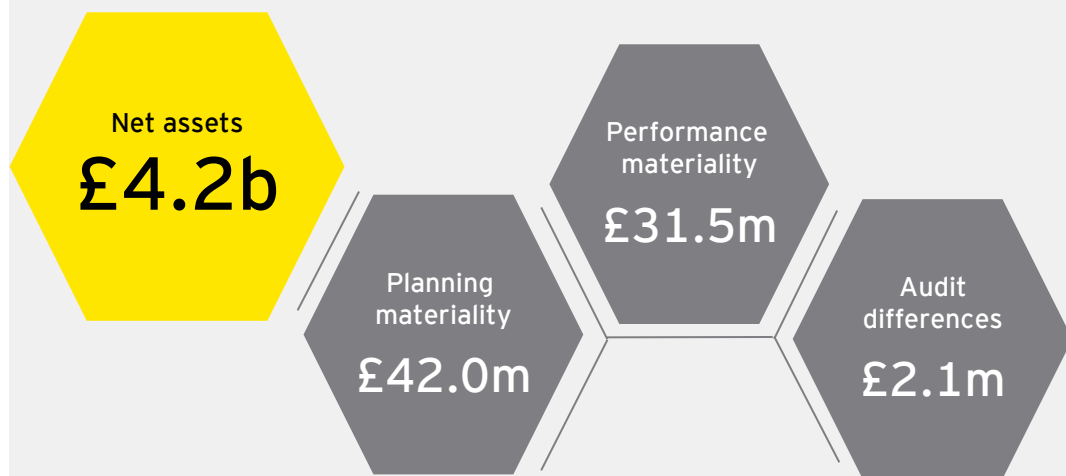 Net assets
£4.2b
Planning
materiality
£42.0m
Performance
materiality
£31.5m
Audit
differences
£2.1m